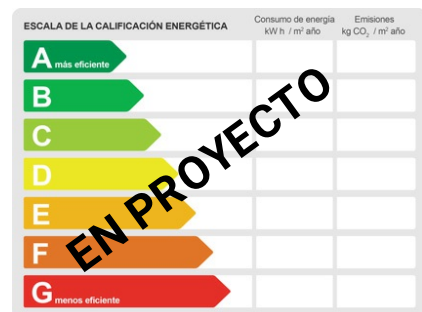 ESCALA DE LA CALIFICACIÓN ENERGÉTICA
Consumo de energía
kW h / m² año
Emisiones
kg CO₂ / m² año
A más eficiente
B
C
D
E
F
G menos eficiente
EN PROYECTO